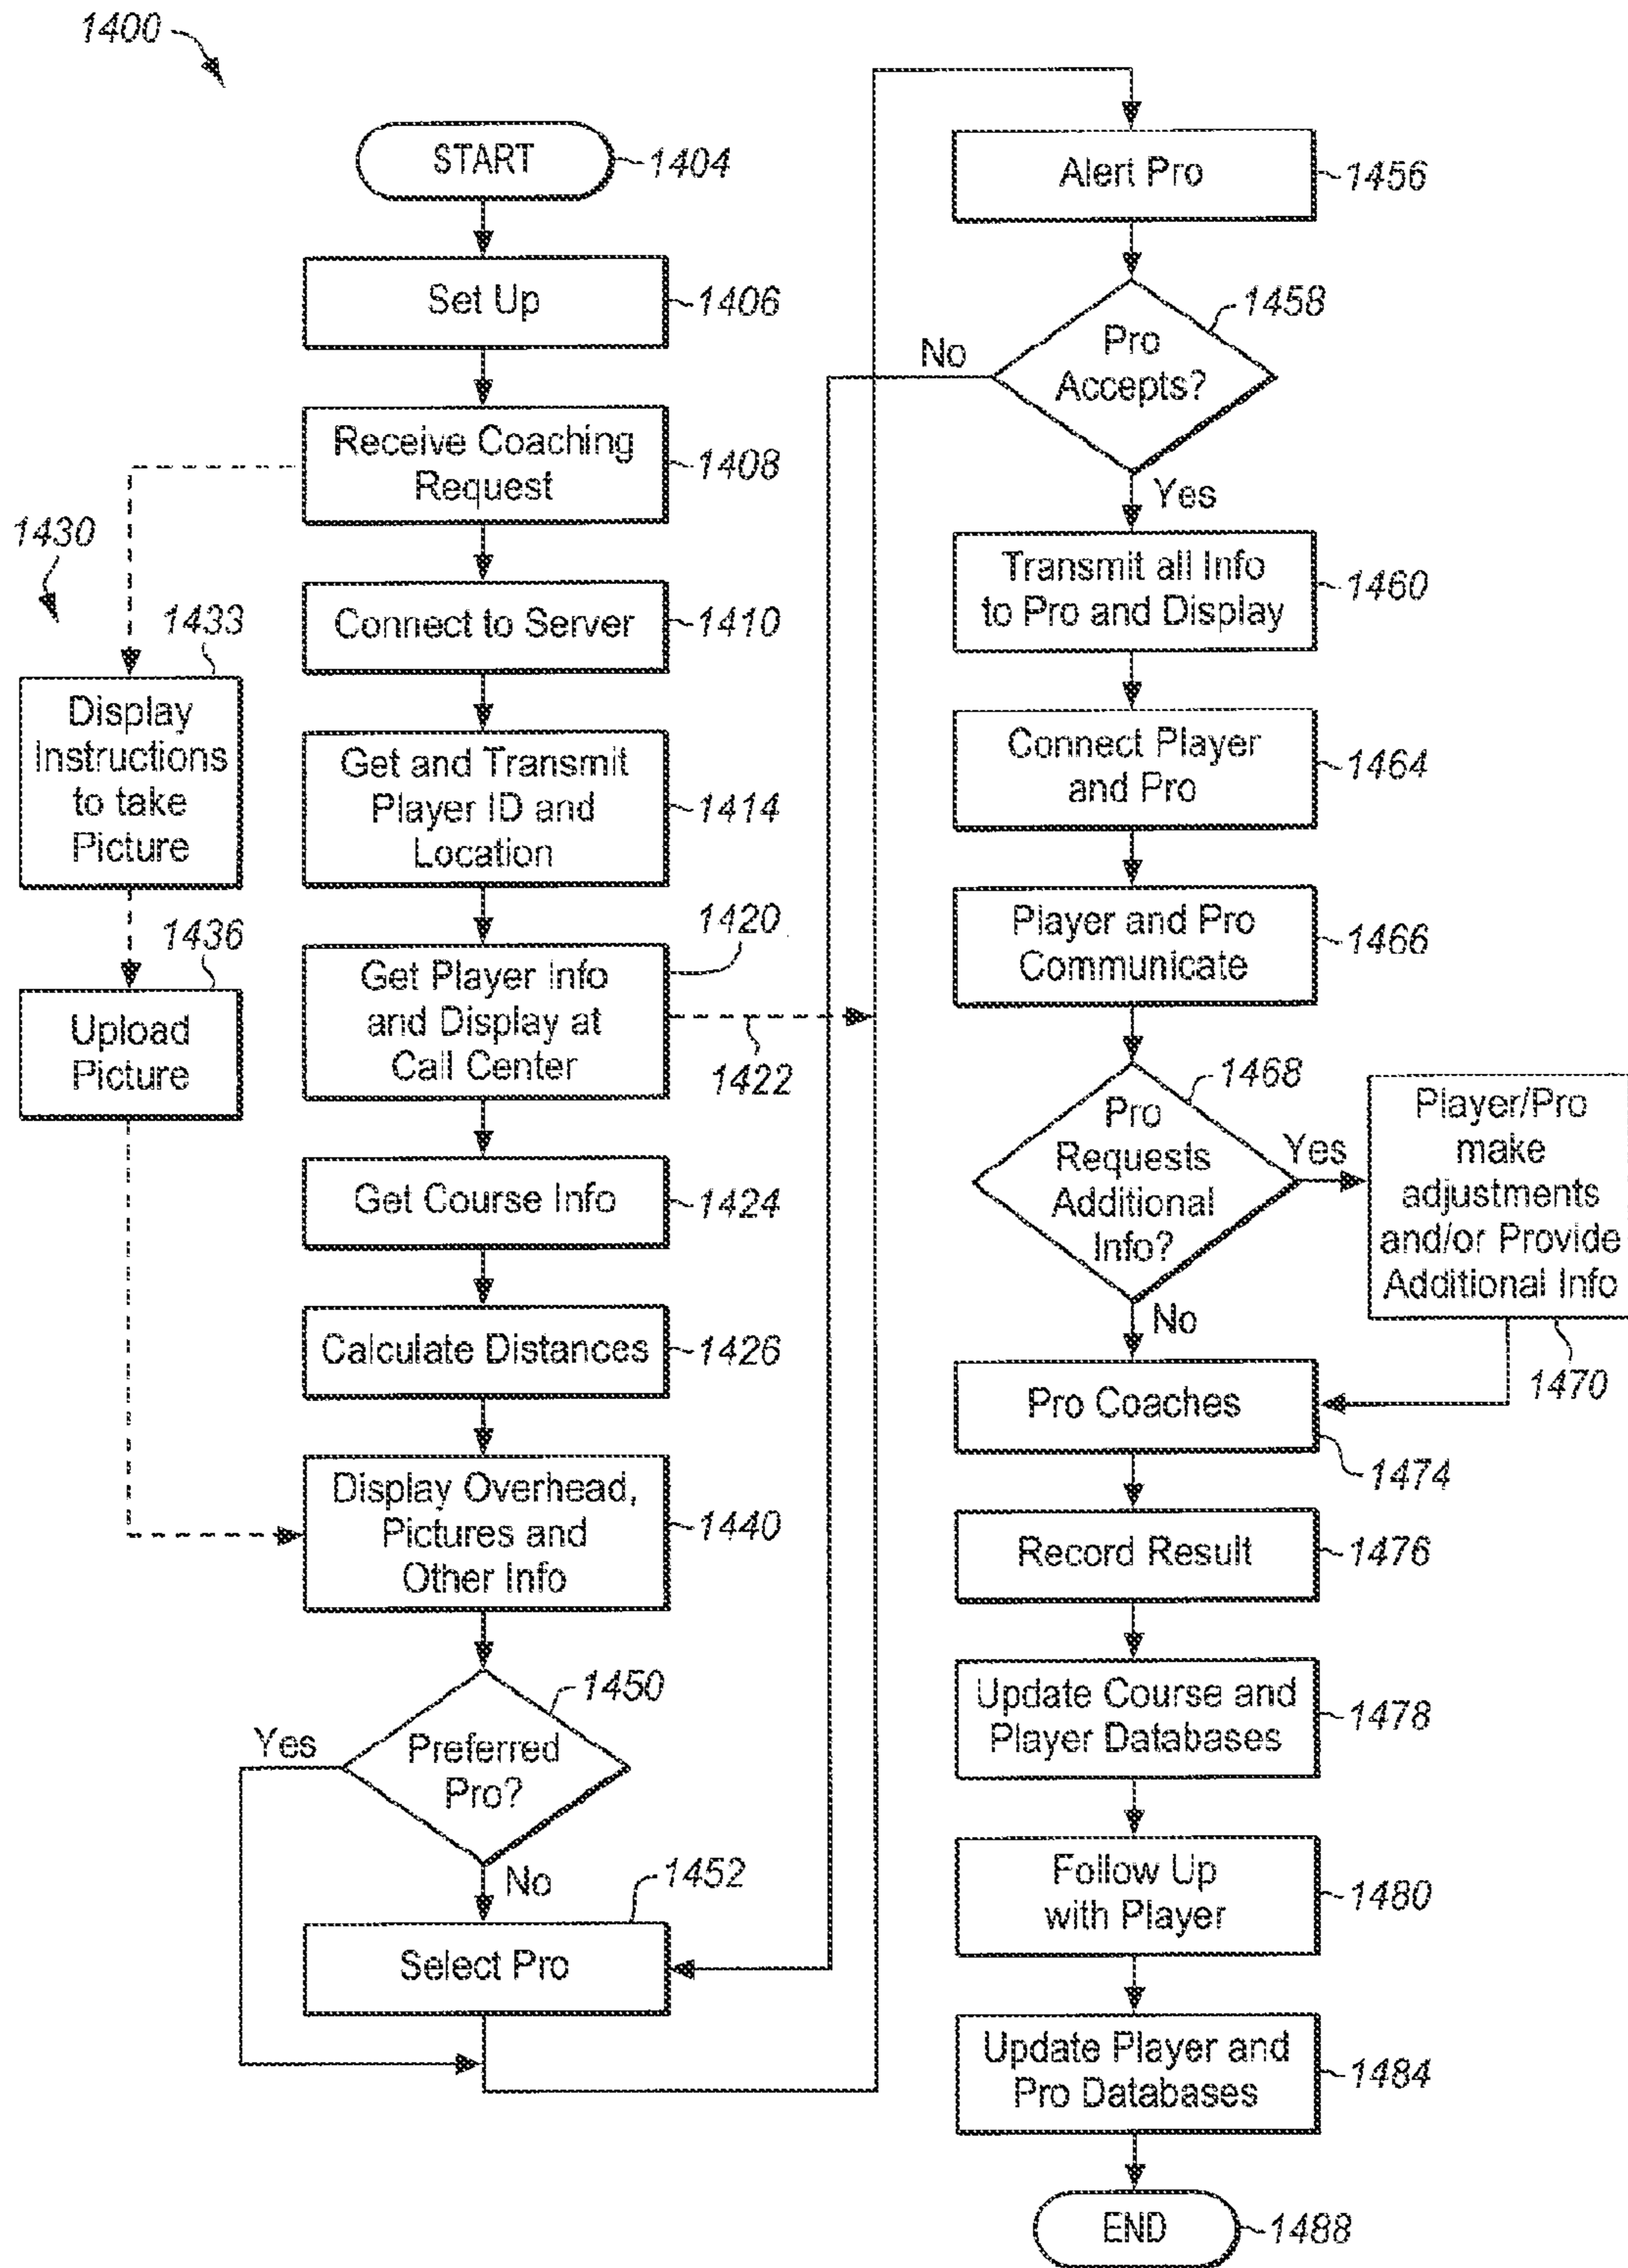 1400
START
1404
Set Up
1406
Receive Coaching
Request
1408
Connect to Server
1410
Get and Transmit
Player ID and
Location
1414
1420
Get Player Info
and Display at
Call Center
1422
Get Course Info
1424
Calculate Distances
1426
1430
1433
Display
Instructions
to take
Picture
1436
Upload
Picture
Display Overhead,
Pictures and
Other Info
1440
1450
Preferred
Pro?
Yes
No
1452
Select Pro
Alert Pro
1456
1458
Pro
Accepts?
No
Yes
Transmit all Info
to Pro and Display
1460
Connect Player
and Pro
1464
Player and Pro
Communicate
1466
1468
Pro
Requests
Additional
Info?
Yes
No
Player/Pro
make
adjustments
and/or Provide
Additional Info
1470
Pro Coaches
1474
Record Result
1476
Update Course and
Player Databases
1478
Follow Up
with Player
1480
Update Player and
Pro Databases
1484
END
1488